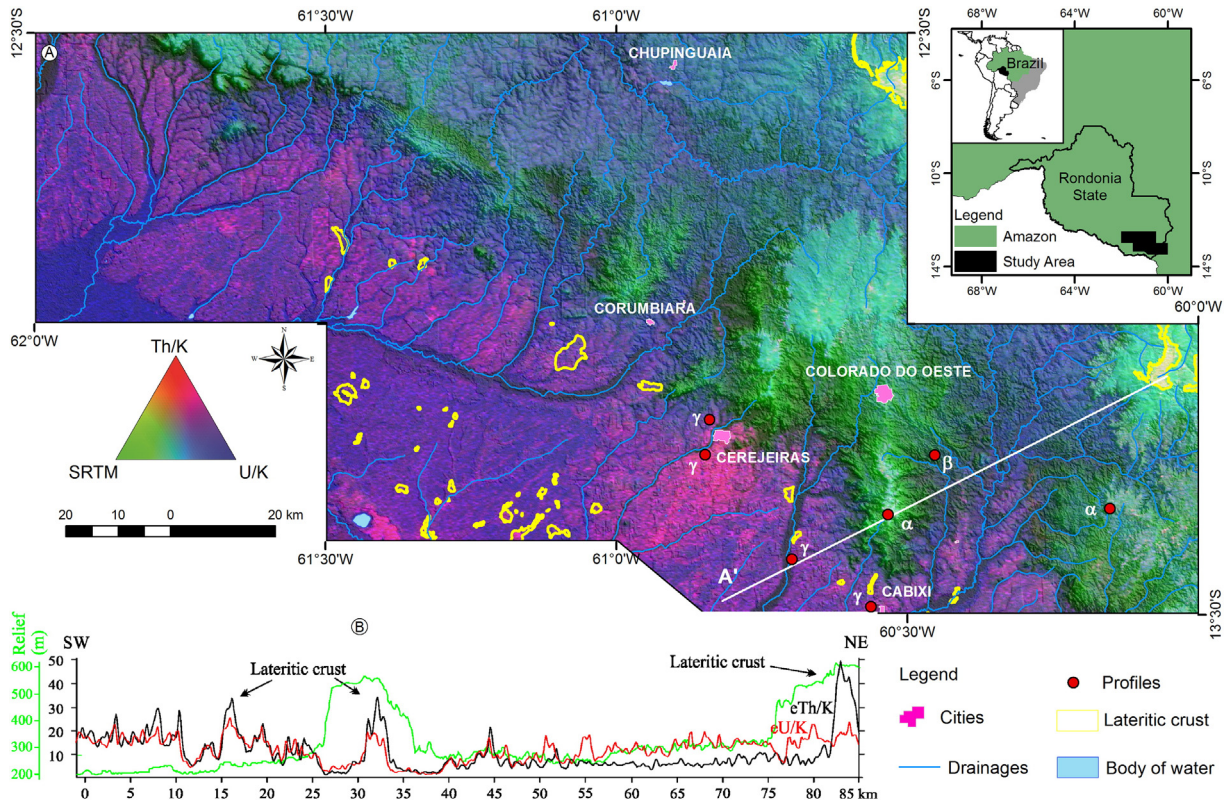 61°30'W
61°00'W
12°30'S
A
CHUPINGUAIA
CORUMBIARA
COLORADO DO OESTE
CEREJEIRAS
CABIXI
γ
γ
γ
γ
β
α
α
A'
62°0'W
61°30'W
61°00'W
60°30'W
60°0'W
12°30'S
13°30'S
68°W
64°W
60°W
Brazil
6°S
6°S
10°S
10°S
14°S
14°S
Rondonia
State
Legend
Amazon
Study Area
68°W
64°W
60°W
Th/K
SRTM
U/K
N
W
E
S
20
10
0
20 km
B
SW
NE
Relief
(m)
600
500
400
300
200
50
40
30
20
10
Lateritic crust
Lateritic crust
eTh/K
eU/K
0 5 10 15 20 25 30 35 40 45 50 55 60 65 70 75 80 85 km
Legend
Cities
Drainages
Profiles
Lateritic crust
Body of water